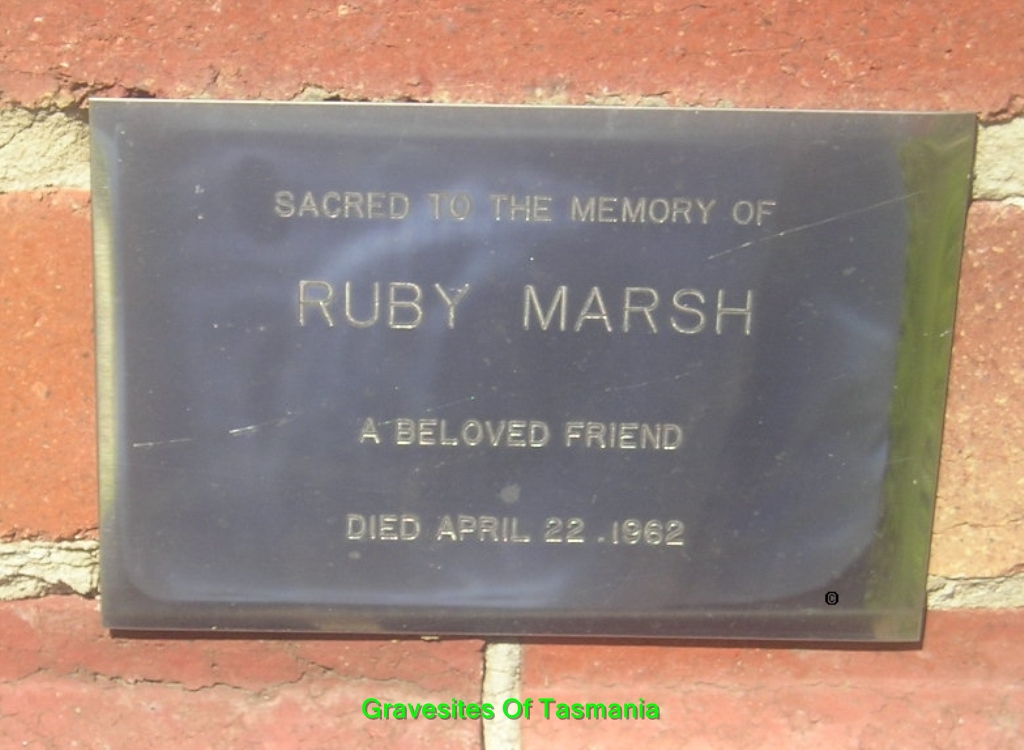 SACRED TO THE MEMORY OF
RUBY MARSH
A BELOVED FRIEND
DIED APRIL 22 . 1962
©
Gravesites Of Tasmania